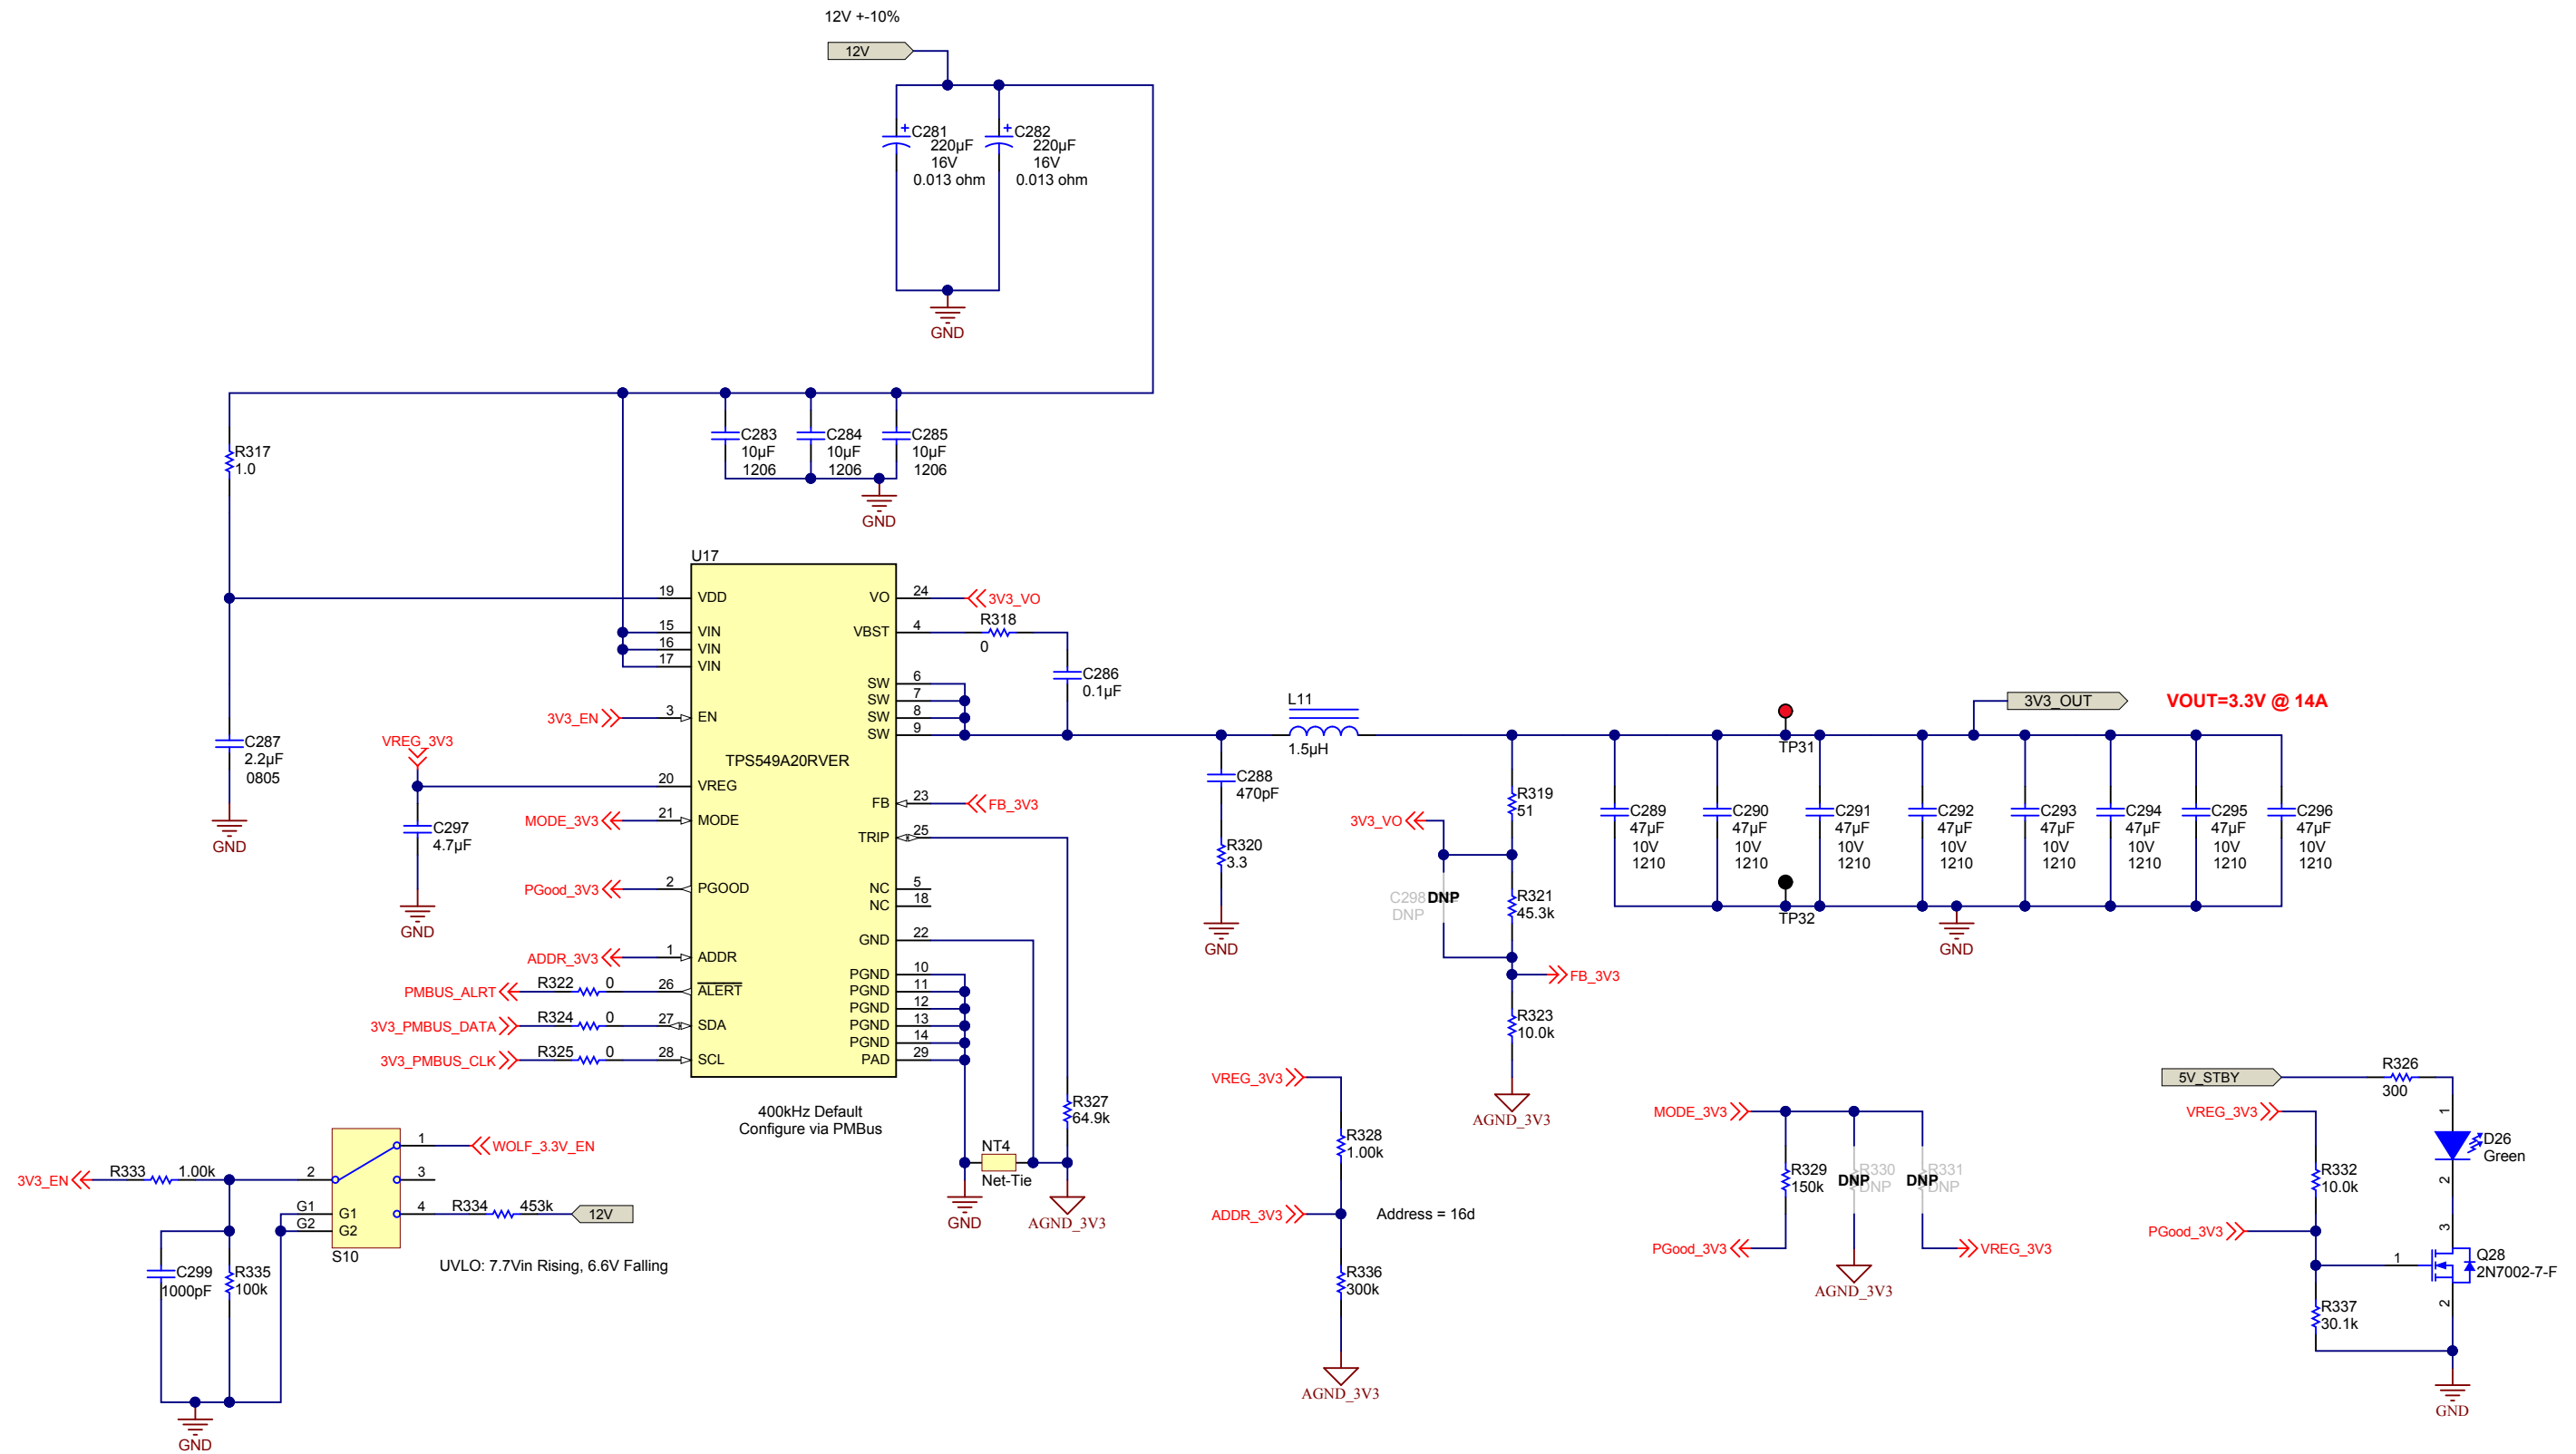 12V +-10%
12V
C281
220µF
16V
0.013 ohm
C282
220µF
16V
0.013 ohm
GND
R317
1.0
C283
10µF
1206
C284
10µF
1206
C285
10µF
1206
GND
U17
19 VDD
15 VIN
16 VIN
17 VIN
3 EN
20 VREG
21 MODE
2 PGOOD
1 ADDR
26 ALERT
27 SDA
28 SCL
TPS549A20RVER
VO 24
VBST 4
SW 6
SW 7
SW 8
SW 9
FB 23
TRIP 25
NC 5
NC 18
GND 22
PGND 10
PGND 11
PGND 12
PGND 13
PGND 14
PAD 29
400kHz Default
Configure via PMBus
3V3_VO
R318
0
C286
0.1µF
C287
2.2µF
0805
GND
3V3_EN
VREG_3V3
C297
4.7µF
GND
MODE_3V3
PGood_3V3
ADDR_3V3
PMBUS_ALRT
R322 0
3V3_PMBUS_DATA
R324 0
3V3_PMBUS_CLK
R325 0
FB_3V3
R327
64.9k
NT4
Net-Tie
GND
AGND_3V3
C288
470pF
R320
3.3
GND
L11
1.5µH
3V3_VO
C298
DNP
DNP
R319
51
R321
45.3k
FB_3V3
R323
10.0k
AGND_3V3
TP31
TP32
3V3_OUT
VOUT=3.3V @ 14A
C289
47µF
10V
1210
C290
47µF
10V
1210
C291
47µF
10V
1210
C292
47µF
10V
1210
C293
47µF
10V
1210
C294
47µF
10V
1210
C295
47µF
10V
1210
C296
47µF
10V
1210
GND
3V3_EN
R333 1.00k
2
G1
G2
G1
G2
1
3
4
S10
WOLF_3.3V_EN
R334 453k
12V
C299
1000pF
R335
100k
GND
UVLO: 7.7Vin Rising, 6.6V Falling
VREG_3V3
R328
1.00k
ADDR_3V3
Address = 16d
R336
300k
AGND_3V3
MODE_3V3
R329
150k
PGood_3V3
R330
DNP
DNP
AGND_3V3
R331
DNP
DNP
VREG_3V3
5V_STBY
R326
300
VREG_3V3
R332
10.0k
PGood_3V3
R337
30.1k
1
D26
Green
2
3
1
Q28
2N7002-7-F
2
GND